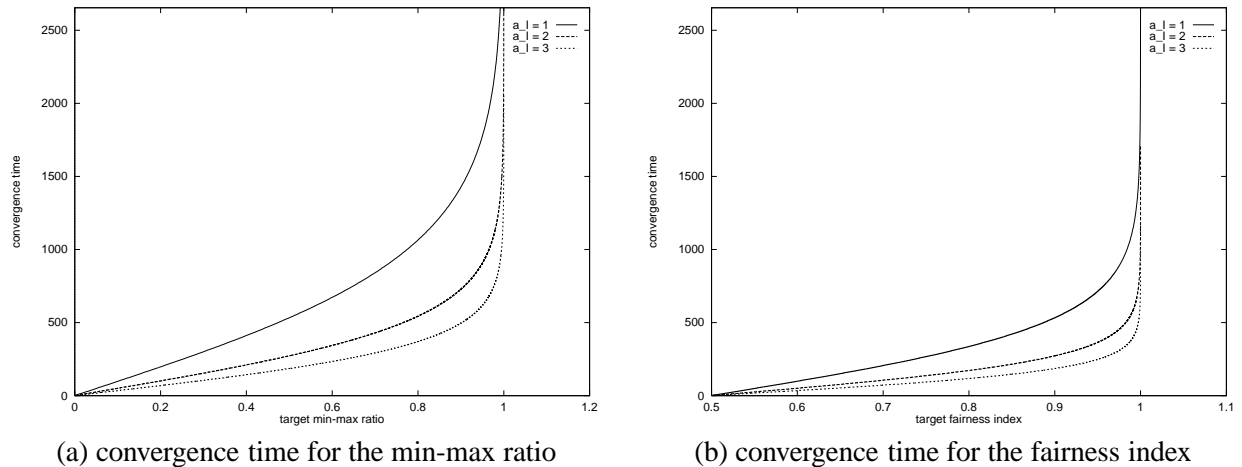 2500
2000
1500
1000
500
0
convergence time
a_l = 1
a_l = 2
a_l = 3
0 0.2 0.4 0.6 0.8 1 1.2
target min-max ratio
(a) convergence time for the min-max ratio
2500
2000
1500
1000
500
0
convergence time
a_l = 1
a_l = 2
a_l = 3
0.5 0.6 0.7 0.8 0.9 1 1.1
target fairness index
(b) convergence time for the fairness index